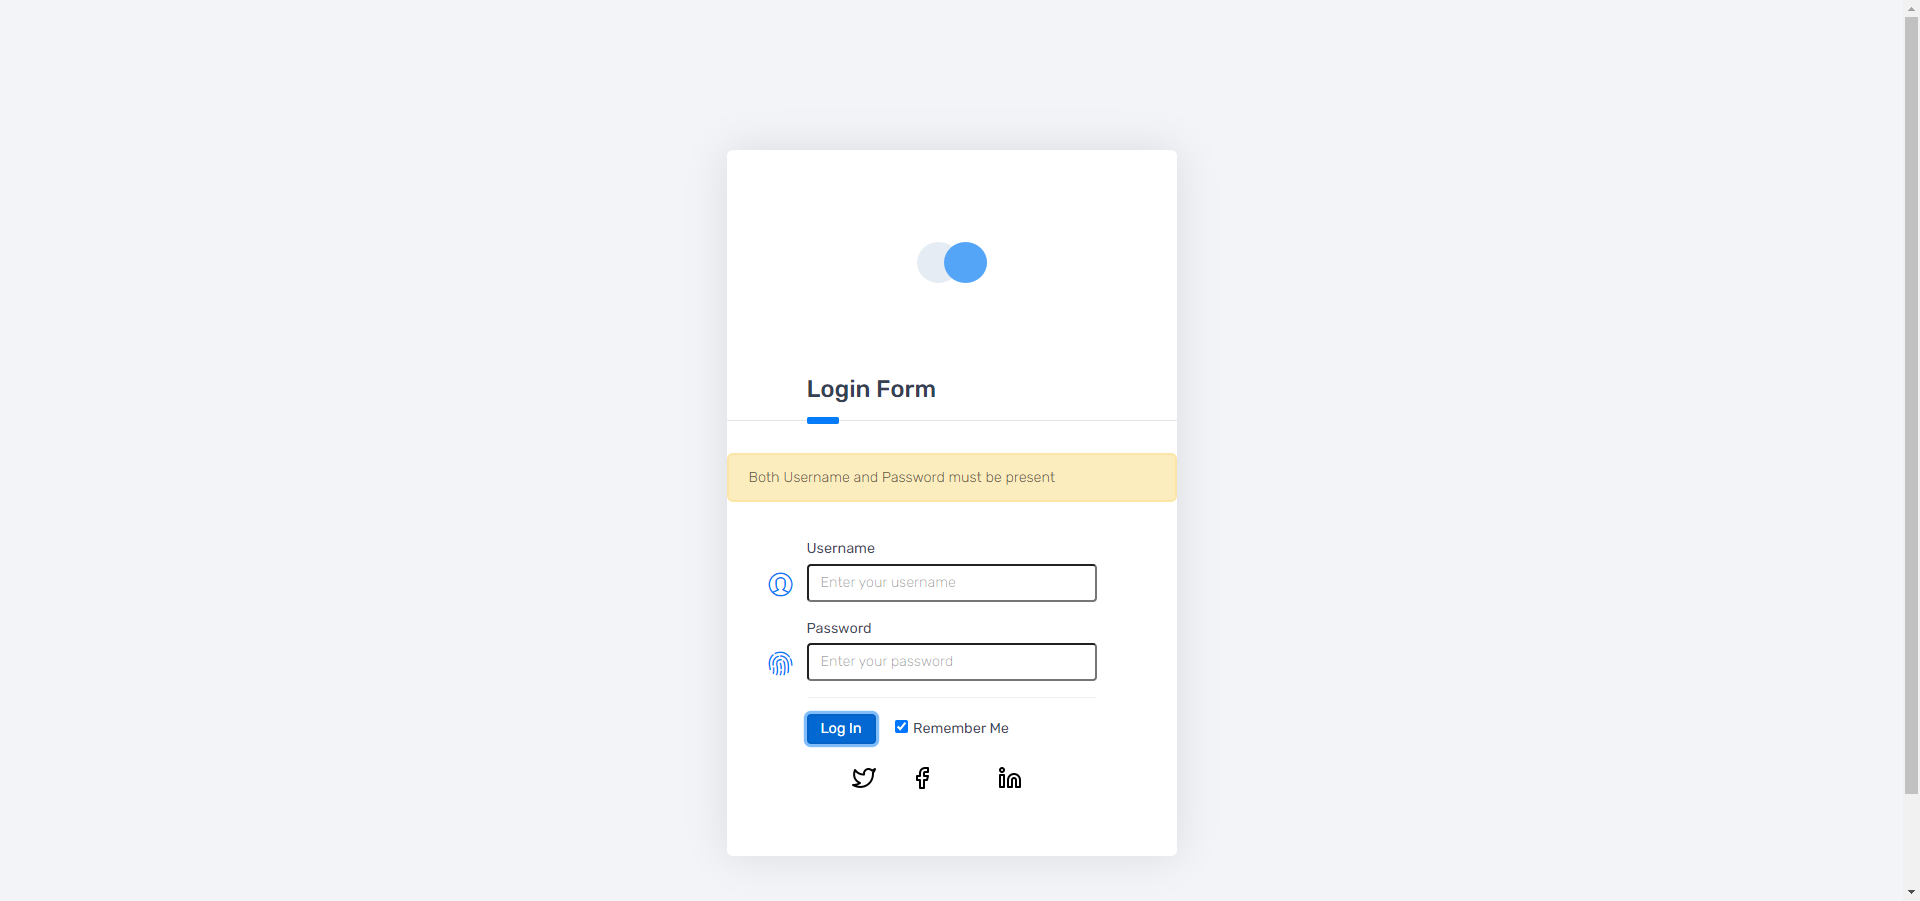 Login Form
Both Username and Password must be present
Username
Enter your username
Password
Enter your password
Log In Remember Me